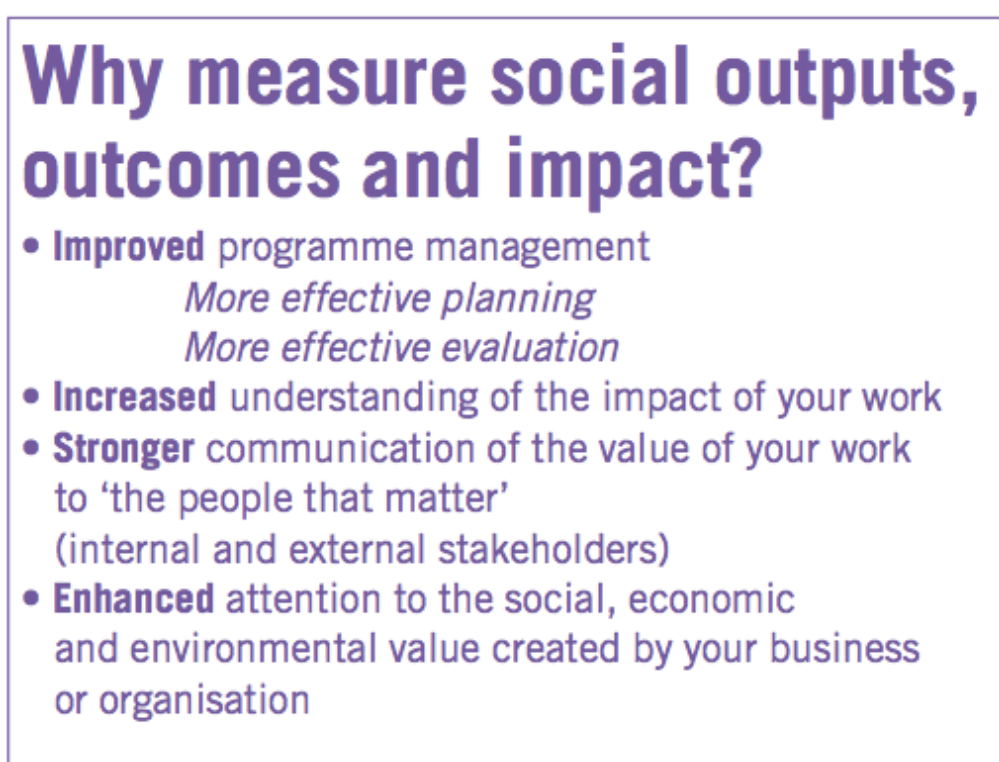 Why measure social outputs,
outcomes and impact?
• Improved programme management
More effective planning
More effective evaluation
• Increased understanding of the impact of your work
• Stronger communication of the value of your work
to ‘the people that matter’
(internal and external stakeholders)
• Enhanced attention to the social, economic
and environmental value created by your business
or organisation